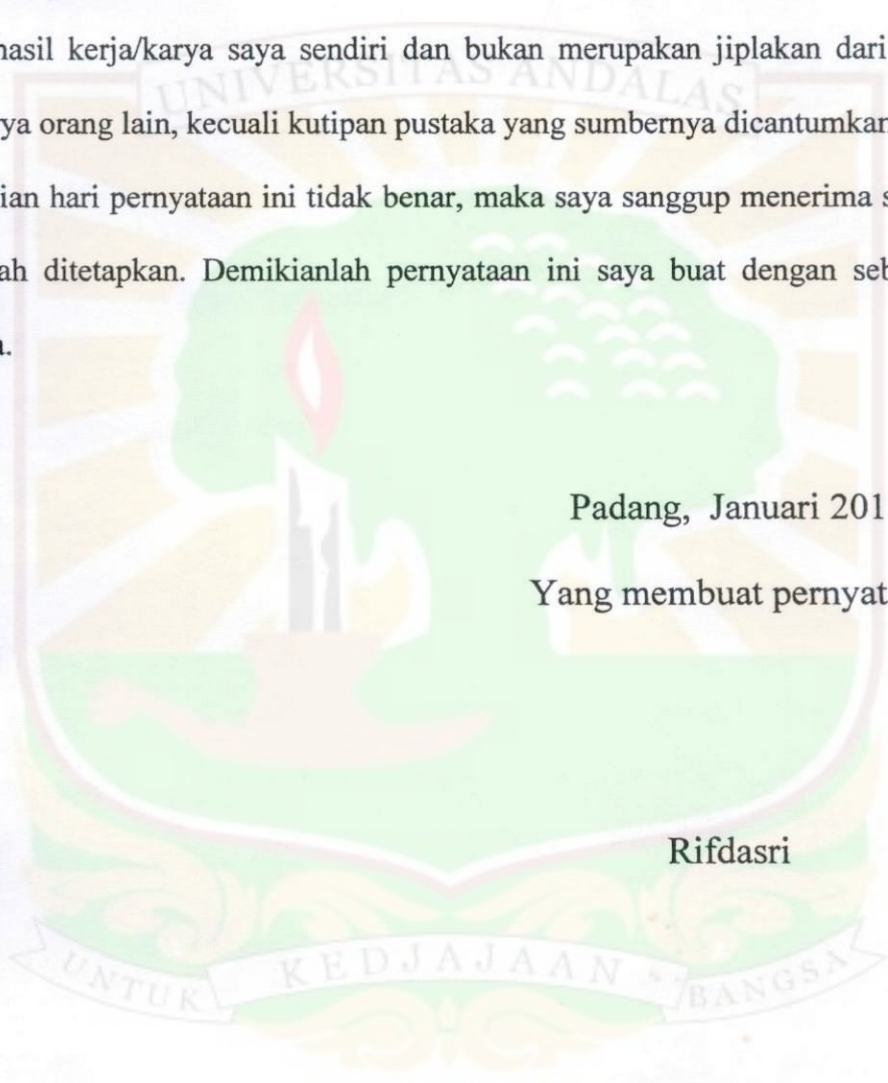 hasil kerja/karya saya sendiri dan bukan merupakan jiplakan dari
UNIVERSITAS ANDALAS
ya orang lain, kecuali kutipan pustaka yang sumbernya dicantumkan
ian hari pernyataan ini tidak benar, maka saya sanggup menerima s
ah ditetapkan. Demikianlah pernyataan ini saya buat dengan seb
Padang, Januari 201
Yang membuat pernyat
Rifdasri
UNTUK KEDJAJAAN BANGSA